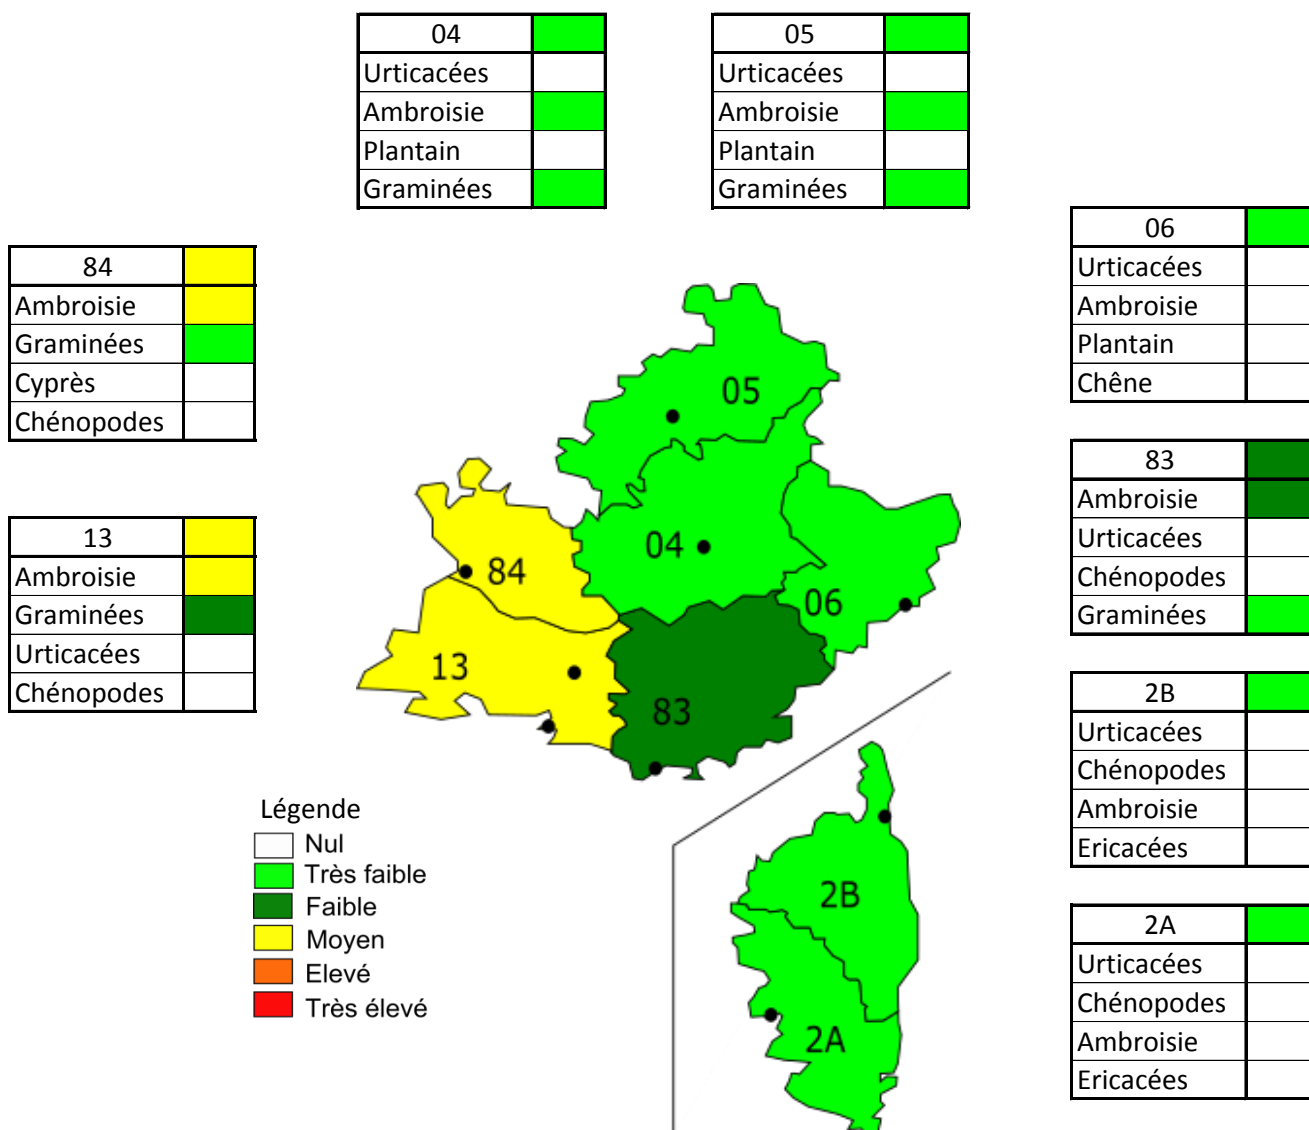 04
Urticacées
Ambroisie
Plantain
Graminées
05
Urticacées
Ambroisie
Plantain
Graminées
84
Ambroisie
Graminées
Cyprès
Chénopodes
13
Ambroisie
Graminées
Urticacées
Chénopodes
06
Urticacées
Ambroisie
Plantain
Chêne
83
Ambroisie
Urticacées
Chénopodes
Graminées
2B
Urticacées
Chénopodes
Ambroisie
Ericacées
2A
Urticacées
Chénopodes
Ambroisie
Ericacées
05
04
84
06
13
83
2B
2A
Légende
Nul
Très faible
Faible
Moyen
Elevé
Très élevé